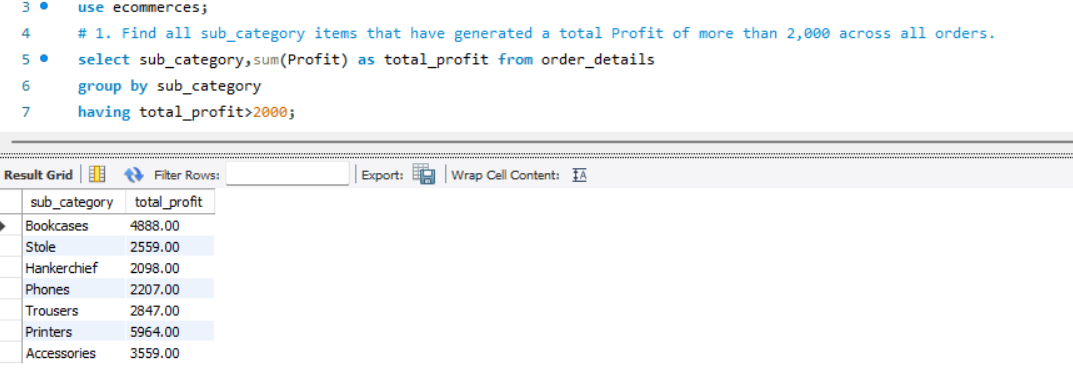 3 use ecommerces;
4 # 1. Find all sub_category items that have generated a total Profit of more than 2,000 across all orders.
5 select sub_category,sum(Profit) as total_profit from order_details
6 group by sub_category
7 having total_profit>2000;
Result Grid Filter Rows: Export: Wrap Cell Content: IA
sub_category total_profit
Bookcases 4888.00
Stole 2559.00
Hankerchief 2098.00
Phones 2207.00
Trousers 2847.00
Printers 5964.00
Accessories 3559.00